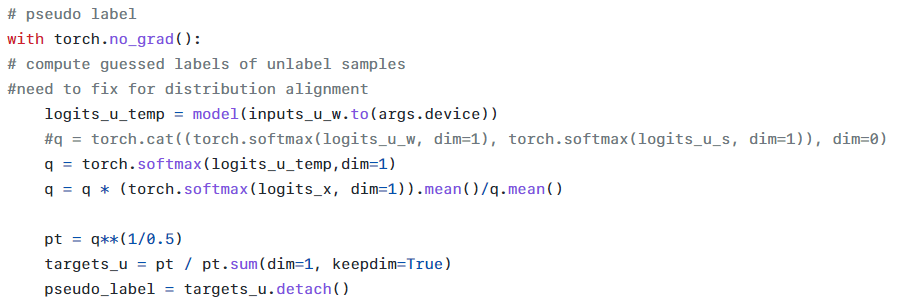 # pseudo label
with torch.no_grad():
# compute guessed labels of unlabel samples
#need to fix for distribution alignment
    logits_u_temp = model(inputs_u_w.to(args.device))
    #q = torch.cat((torch.softmax(logits_u_w, dim=1), torch.softmax(logits_u_s, dim=1)), dim=0)
    q = torch.softmax(logits_u_temp,dim=1)
    q = q * (torch.softmax(logits_x, dim=1)).mean()/q.mean()

    pt = q**(1/0.5)
    targets_u = pt / pt.sum(dim=1, keepdim=True)
    pseudo_label = targets_u.detach()